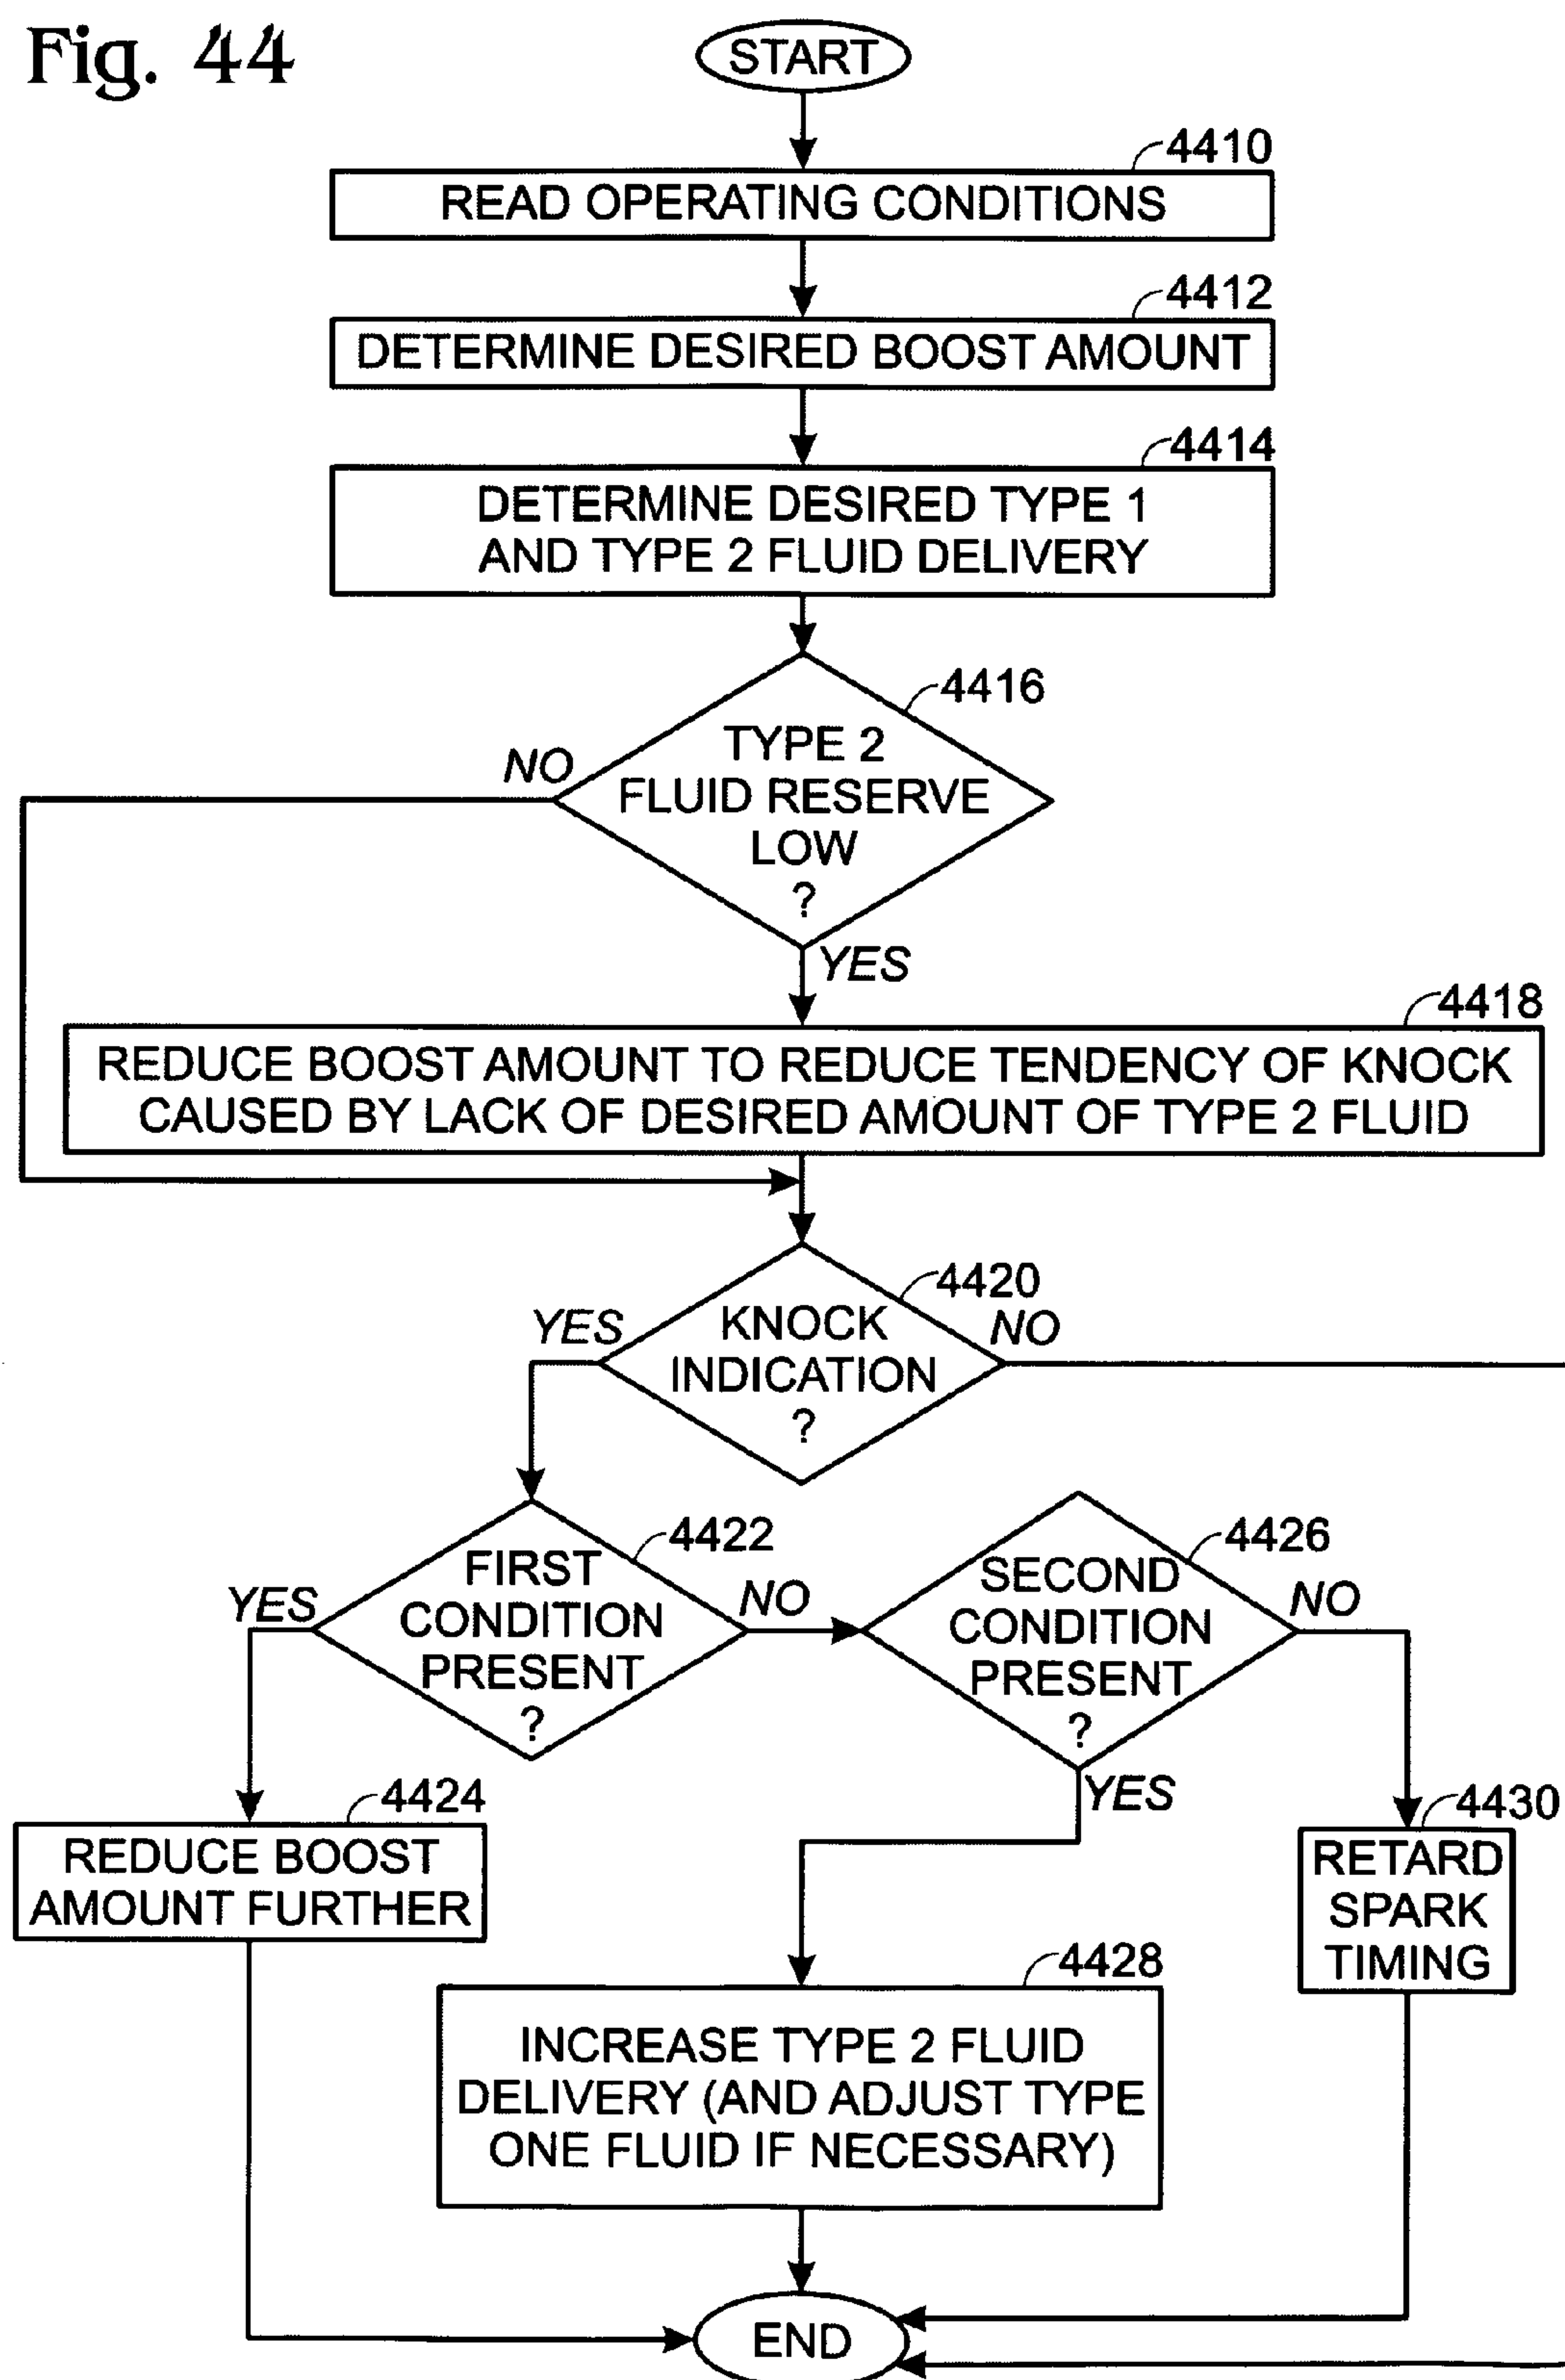 Fig. 44
START
4410
READ OPERATING CONDITIONS
4412
DETERMINE DESIRED BOOST AMOUNT
4414
DETERMINE DESIRED TYPE 1
AND TYPE 2 FLUID DELIVERY
4416
TYPE 2
FLUID RESERVE
LOW
?
NO
YES
4418
REDUCE BOOST AMOUNT TO REDUCE TENDENCY OF KNOCK
CAUSED BY LACK OF DESIRED AMOUNT OF TYPE 2 FLUID
4420
KNOCK
INDICATION
?
YES
NO
4422
FIRST
CONDITION
PRESENT
?
YES
NO
4426
SECOND
CONDITION
PRESENT
?
NO
YES
4424
REDUCE BOOST
AMOUNT FURTHER
4430
RETARD
SPARK
TIMING
4428
INCREASE TYPE 2 FLUID
DELIVERY (AND ADJUST TYPE
ONE FLUID IF NECESSARY)
END